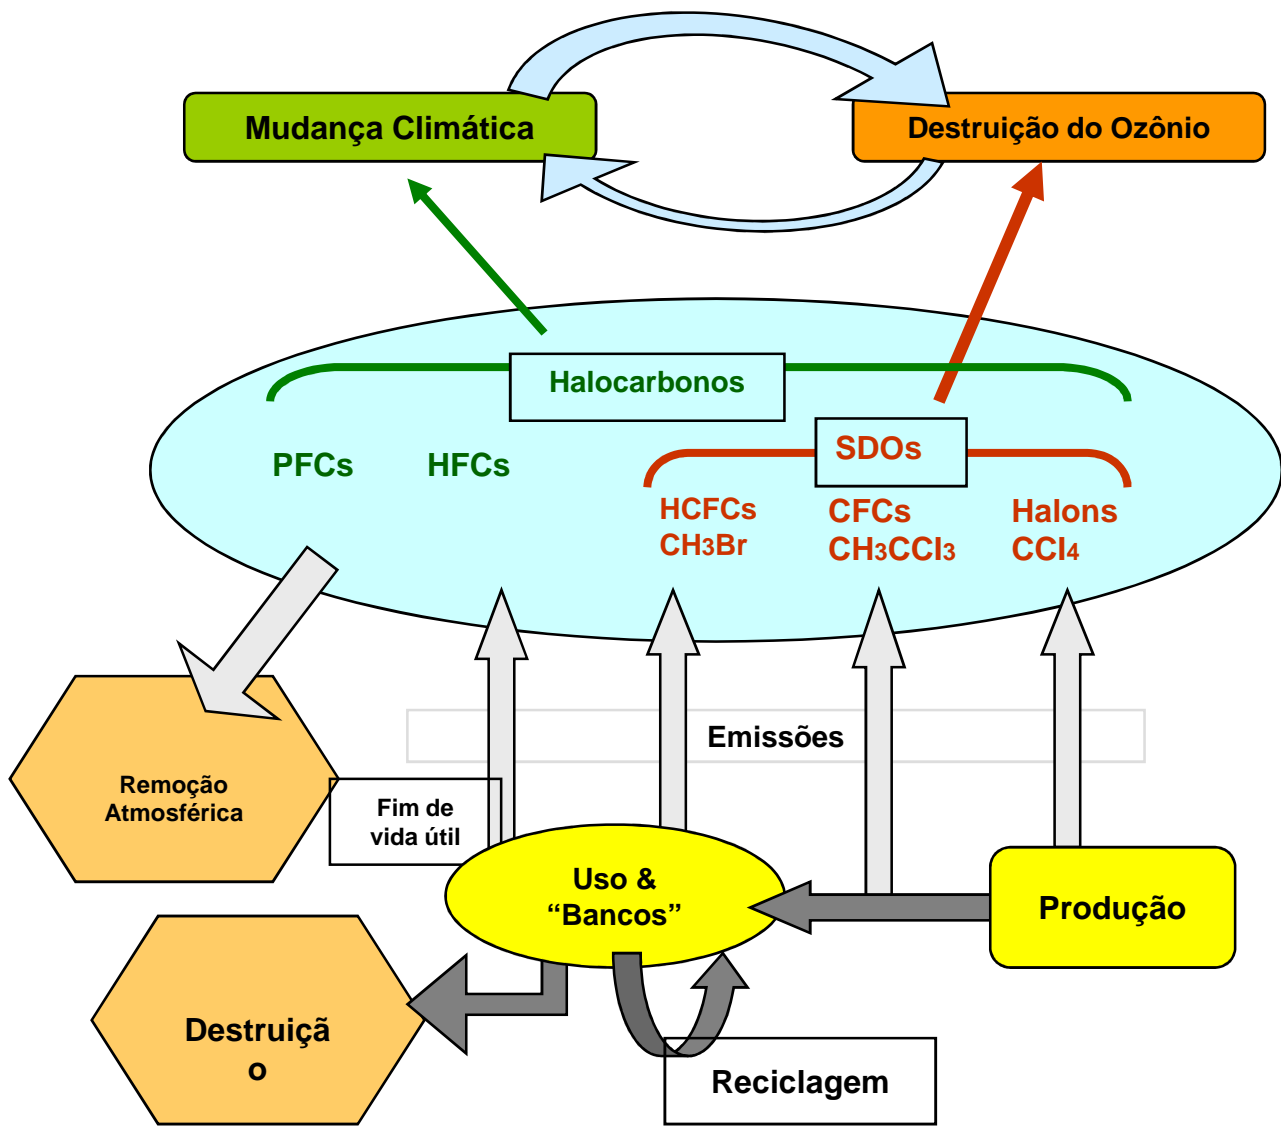 Mudança Climática
Destruição do Ozônio
Halocarbonos
SDOs
PFCs
HFCs
HCFCs
CH3Br
CFCs
CH3CCl3
Halons
CCl4
Emissões
Remoção
Atmosférica
Fim de
vida útil
Uso &
“Bancos”
Produção
Destruiçã
o
Reciclagem